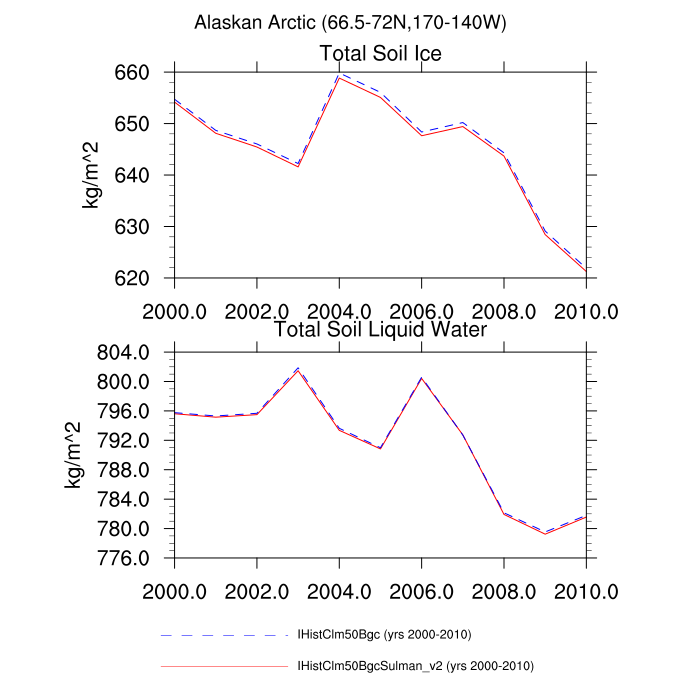 Alaskan Arctic (66.5-72N,170-140W)
Total Soil Ice
660
650
640
630
620
kg/m^2
2000.0 2002.0 2004.0 2006.0 2008.0 2010.0
Total Soil Liquid Water
804.0
800.0
796.0
792.0
788.0
784.0
780.0
776.0
kg/m^2
2000.0 2002.0 2004.0 2006.0 2008.0 2010.0
IHistClm50Bgc (yrs 2000-2010)
IHistClm50BgcSulman_v2 (yrs 2000-2010)